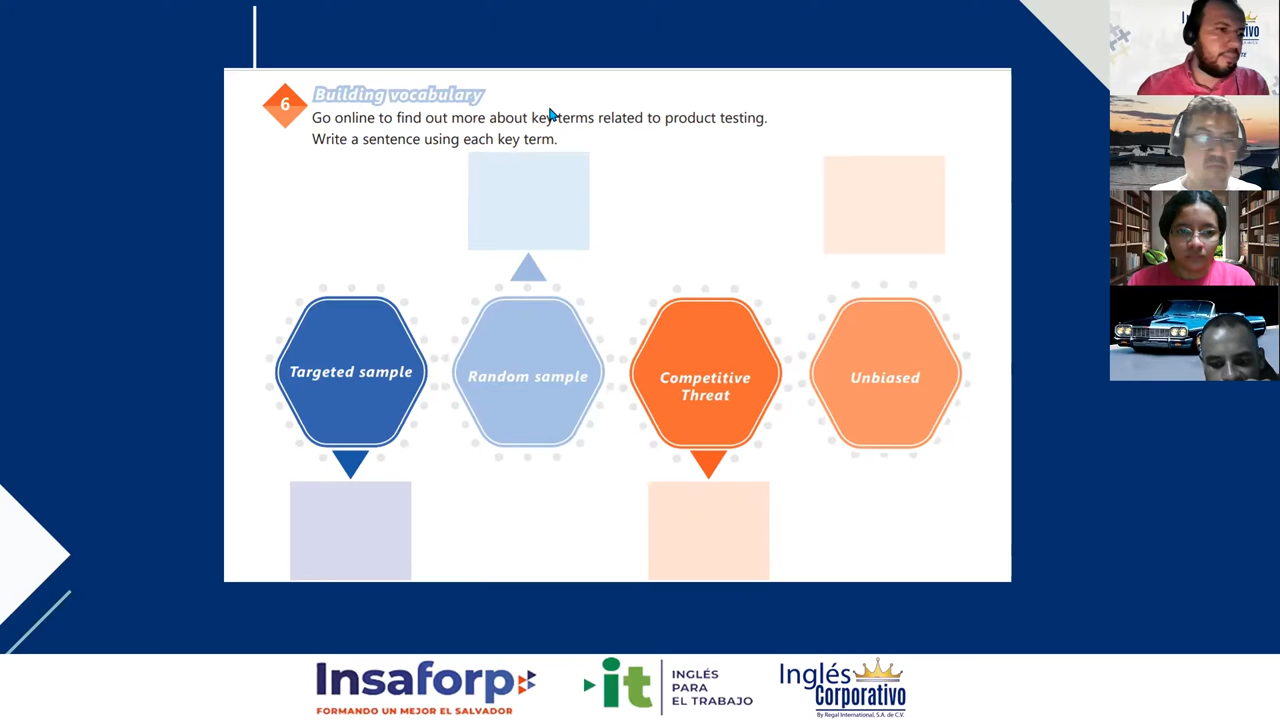 6
Building vocabulary
Go online to find out more about key terms related to product testing.
Write a sentence using each key term.
Targeted sample
Random sample
Competitive
Threat
Unbiased
Insaforp
FORMANDO UN MEJOR EL SALVADOR
it
INGLÉS
PARA
EL TRABAJO
Inglés
Corporativo
By Regal International, S.A. de C.V.